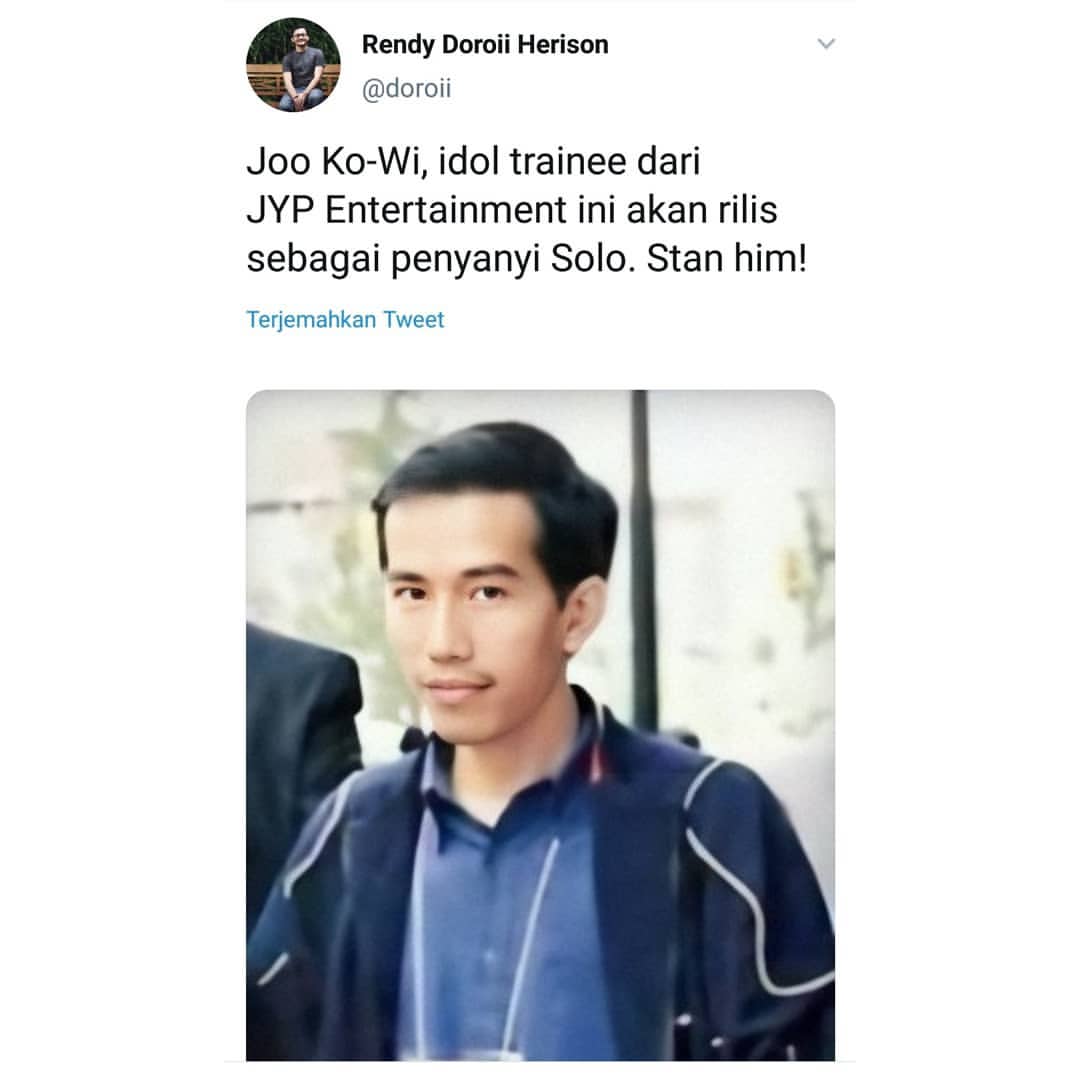 Rendy Doroii Herison
@doroii
Joo Ko-Wi, idol trainee dari
JYP Entertainment ini akan rilis
sebagai penyanyi Solo. Stan him!
Terjemahkan Tweet